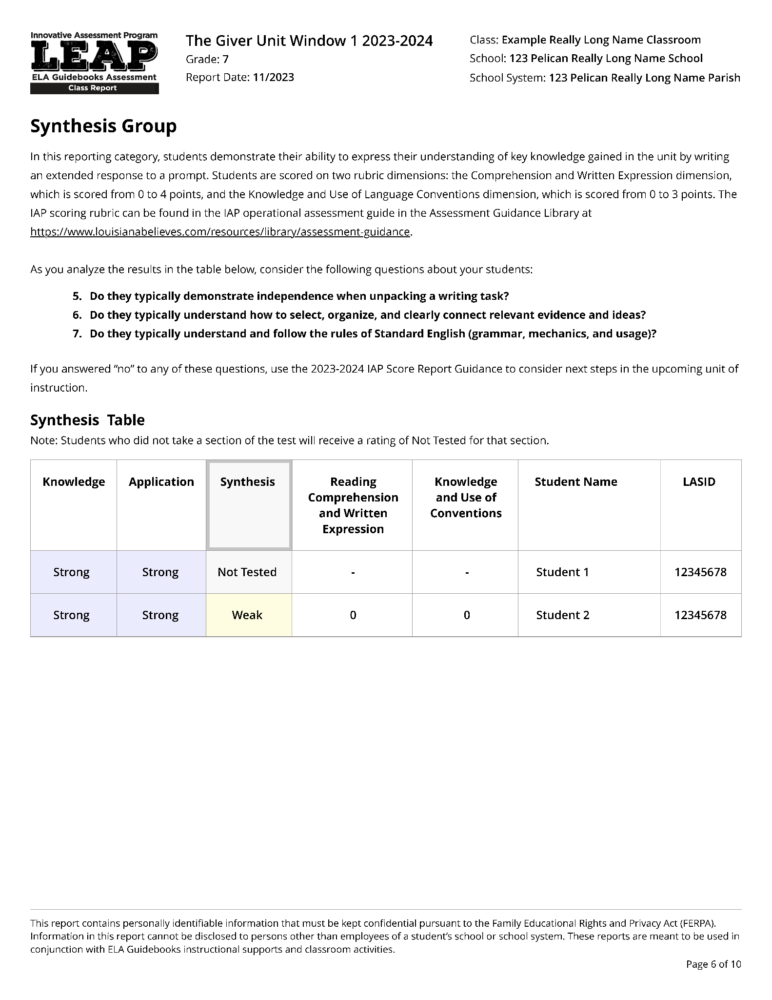 Innovative Assessment Program
LEAP
ELA Guidebooks Assessment
Class Report
The Giver Unit Window 1 2023-2024
Grade: 7
Report Date: 11/2023
Class: Example Really Long Name Classroom
School: 123 Pelican Really Long Name School
School System: 123 Pelican Really Long Name Parish
Synthesis Group
In this reporting category, students demonstrate their ability to express their understanding of key knowledge gained in the unit by writing
an extended response to a prompt. Students are scored on two rubric dimensions: the Comprehension and Written Expression dimension,
which is scored from 0 to 4 points, and the Knowledge and Use of Language Conventions dimension, which is scored from 0 to 3 points. The
IAP scoring rubric can be found in the IAP operational assessment guide in the Assessment Guidance Library at
https://www.louisianabelieves.com/resources/library/assessment-guidance.
As you analyze the results in the table below, consider the following questions about your students:
5. Do they typically demonstrate independence when unpacking a writing task?
6. Do they typically understand how to select, organize, and clearly connect relevant evidence and ideas?
7. Do they typically understand and follow the rules of Standard English (grammar, mechanics, and usage)?
If you answered “no” to any of these questions, use the 2023-2024 IAP Score Report Guidance to consider next steps in the upcoming unit of
instruction.
Synthesis Table
Note: Students who did not take a section of the test will receive a rating of Not Tested for that section.
Knowledge
Application
Synthesis
Reading
Comprehension
and Written
Expression
Knowledge
and Use of
Conventions
Student Name
LASID
Strong Strong Not Tested - - Student 1 12345678
Strong Strong Weak 0 0 Student 2 12345678
This report contains personally identifiable information that must be kept confidential pursuant to the Family Educational Rights and Privacy Act (FERPA).
Information in this report cannot be disclosed to persons other than employees of a student’s school or school system. These reports are meant to be used in
conjunction with ELA Guidebooks instructional supports and classroom activities.
Page 6 of 10